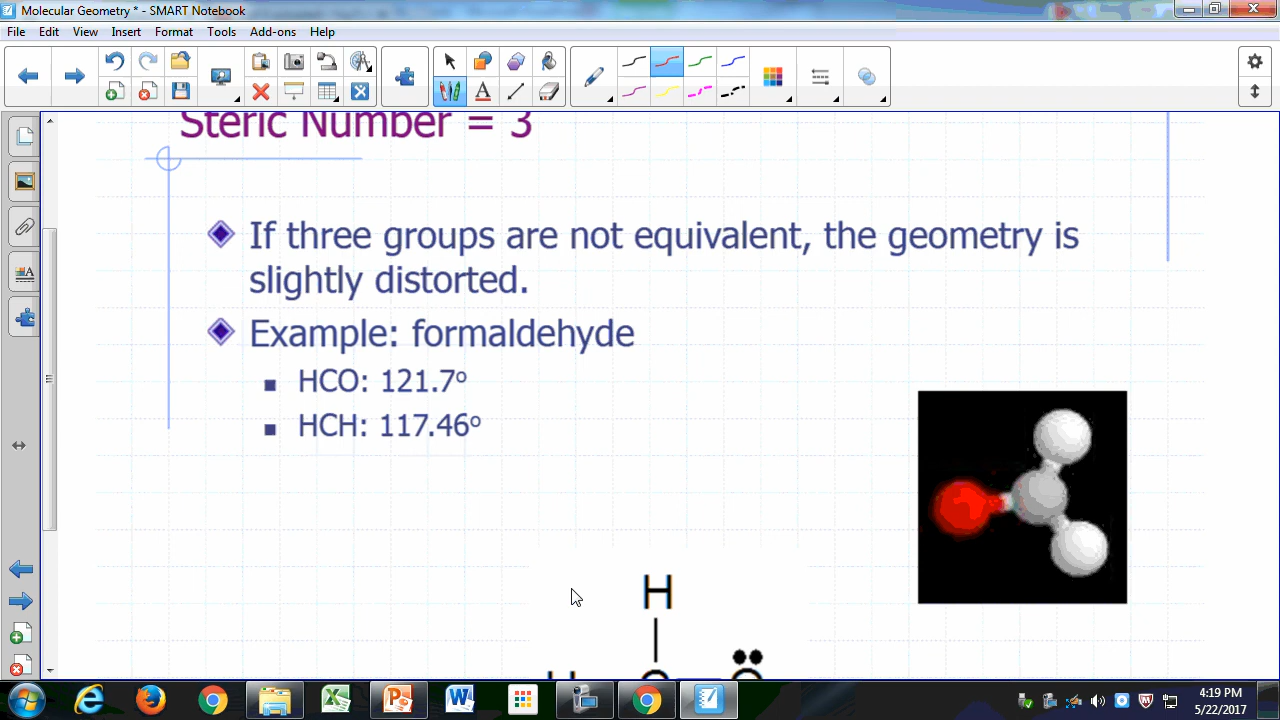 Molecular Geometry * - SMART Notebook
File Edit View Insert Format Tools Add-ons Help
Steric Number = 3
If three groups are not equivalent, the geometry is
slightly distorted.
Example: formaldehyde
HCO: 121.7º
HCH: 117.46º
H
4:19 PM
5/22/2017